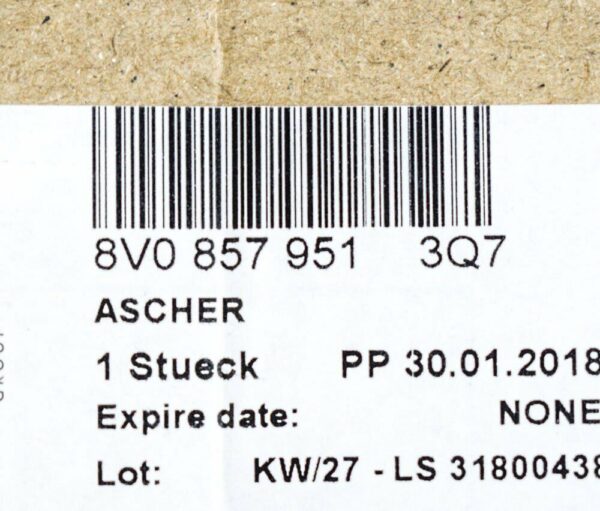 8V0 857 951 3Q7
ASCHER
1 Stueck PP 30.01.2018
Expire date: NONE
Lot: KW/27 - LS 31800438